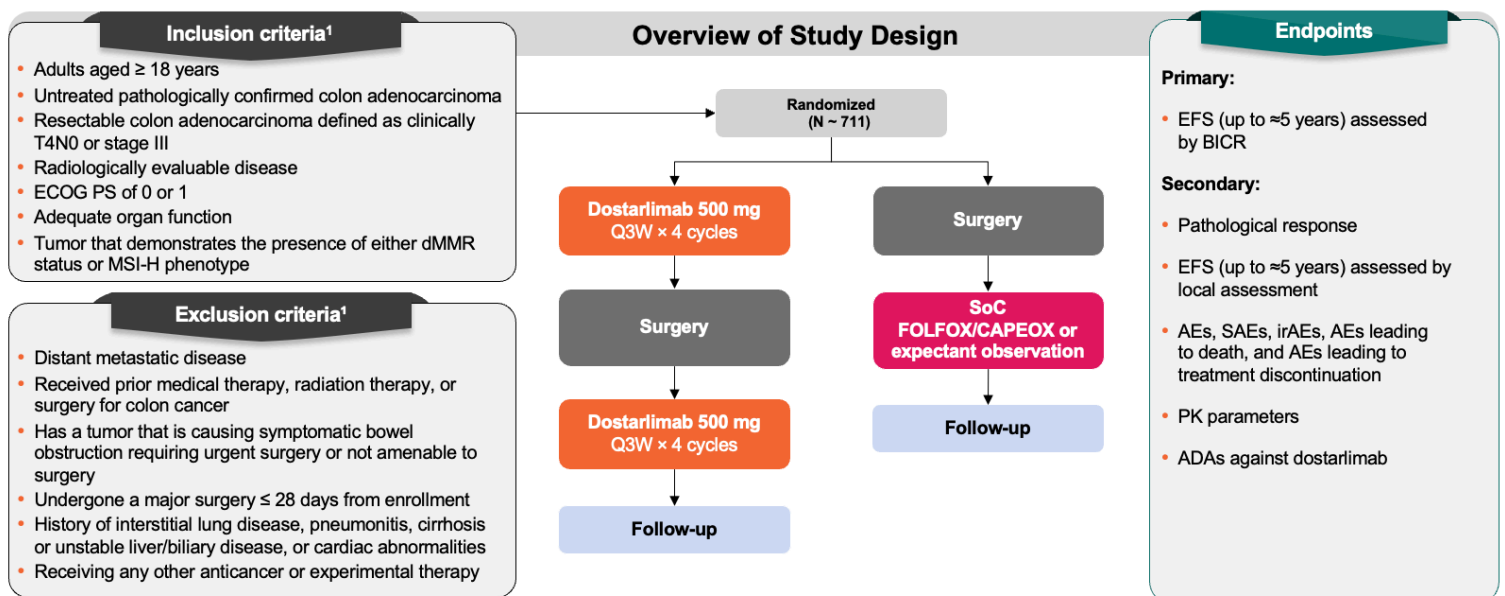 Overview of Study Design
Inclusion criteria¹
• Adults aged ≥ 18 years
• Untreated pathologically confirmed colon adenocarcinoma
• Resectable colon adenocarcinoma defined as clinically
T4N0 or stage III
• Radiologically evaluable disease
• ECOG PS of 0 or 1
• Adequate organ function
• Tumor that demonstrates the presence of either dMMR
status or MSI-H phenotype
Exclusion criteria¹
• Distant metastatic disease
• Received prior medical therapy, radiation therapy, or
surgery for colon cancer
• Has a tumor that is causing symptomatic bowel
obstruction requiring urgent surgery or not amenable to
surgery
• Undergone a major surgery ≤ 28 days from enrollment
• History of interstitial lung disease, pneumonitis, cirrhosis
or unstable liver/biliary disease, or cardiac abnormalities
• Receiving any other anticancer or experimental therapy
Randomized
(N ~ 711)
Dostarlimab 500 mg
Q3W × 4 cycles
Surgery
Dostarlimab 500 mg
Q3W × 4 cycles
Follow-up
Surgery
SoC
FOLFOX/CAPEOX or
expectant observation
Follow-up
Endpoints
Primary:
• EFS (up to ≈5 years) assessed
by BICR
Secondary:
• Pathological response
• EFS (up to ≈5 years) assessed by
local assessment
• AEs, SAEs, irAEs, AEs leading
to death, and AEs leading to
treatment discontinuation
• PK parameters
• ADAs against dostarlimab